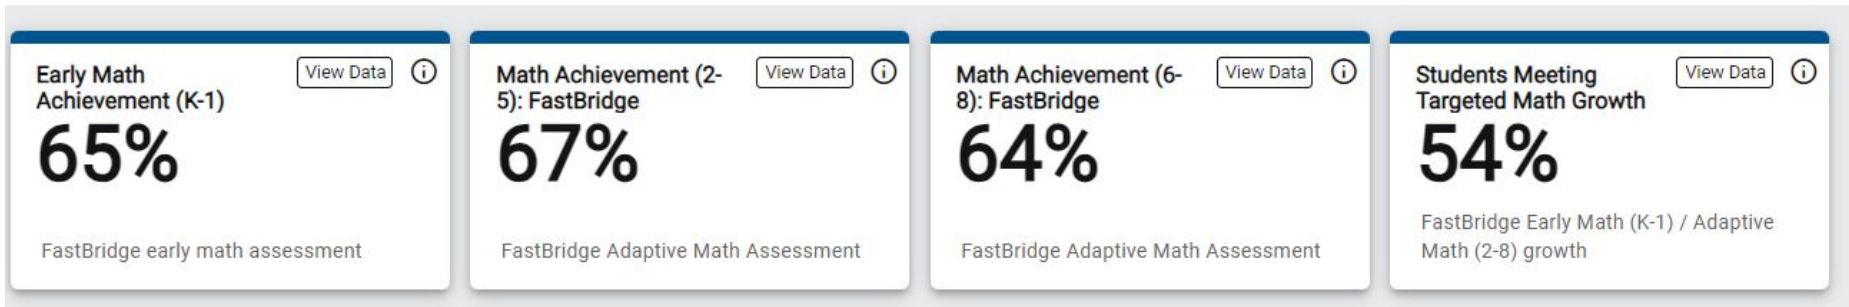 Early Math
Achievement (K-1)
View Data
65%
FastBridge early math assessment
Math Achievement (2-
5): FastBridge
View Data
67%
FastBridge Adaptive Math Assessment
Math Achievement (6-
8): FastBridge
View Data
64%
FastBridge Adaptive Math Assessment
Students Meeting
Targeted Math Growth
View Data
54%
FastBridge Early Math (K-1) / Adaptive
Math (2-8) growth